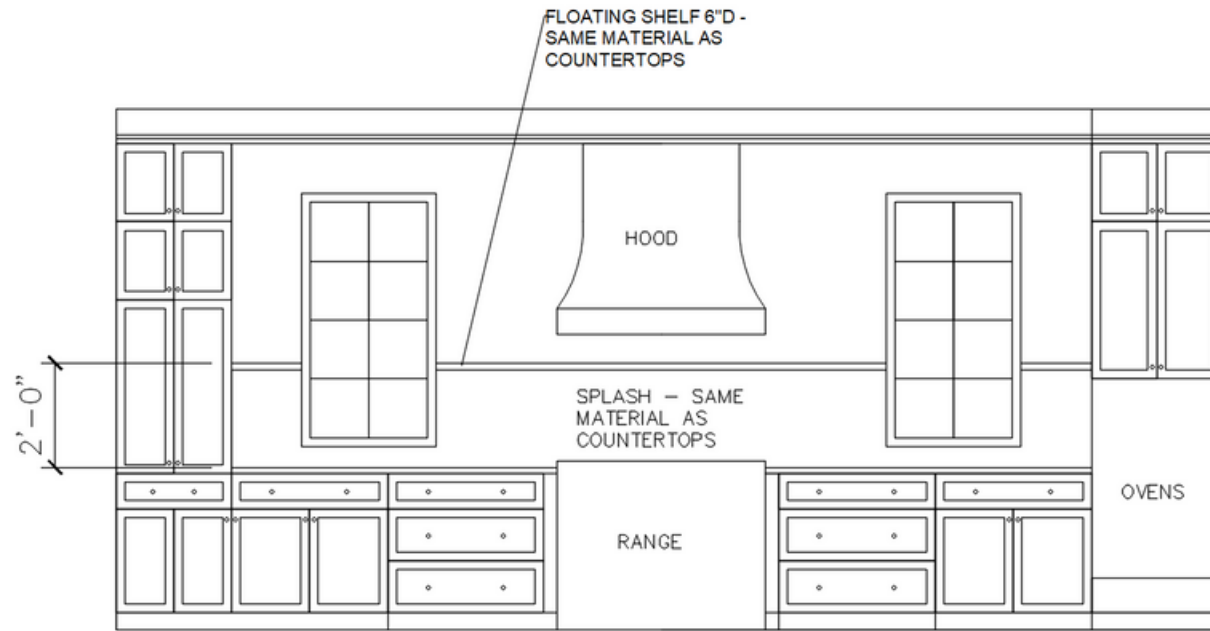 FLOATING SHELF 6"D -
SAME MATERIAL AS
COUNTERTOPS
HOOD
2'-0"
SPLASH – SAME
MATERIAL AS
COUNTERTOPS
OVENS
RANGE